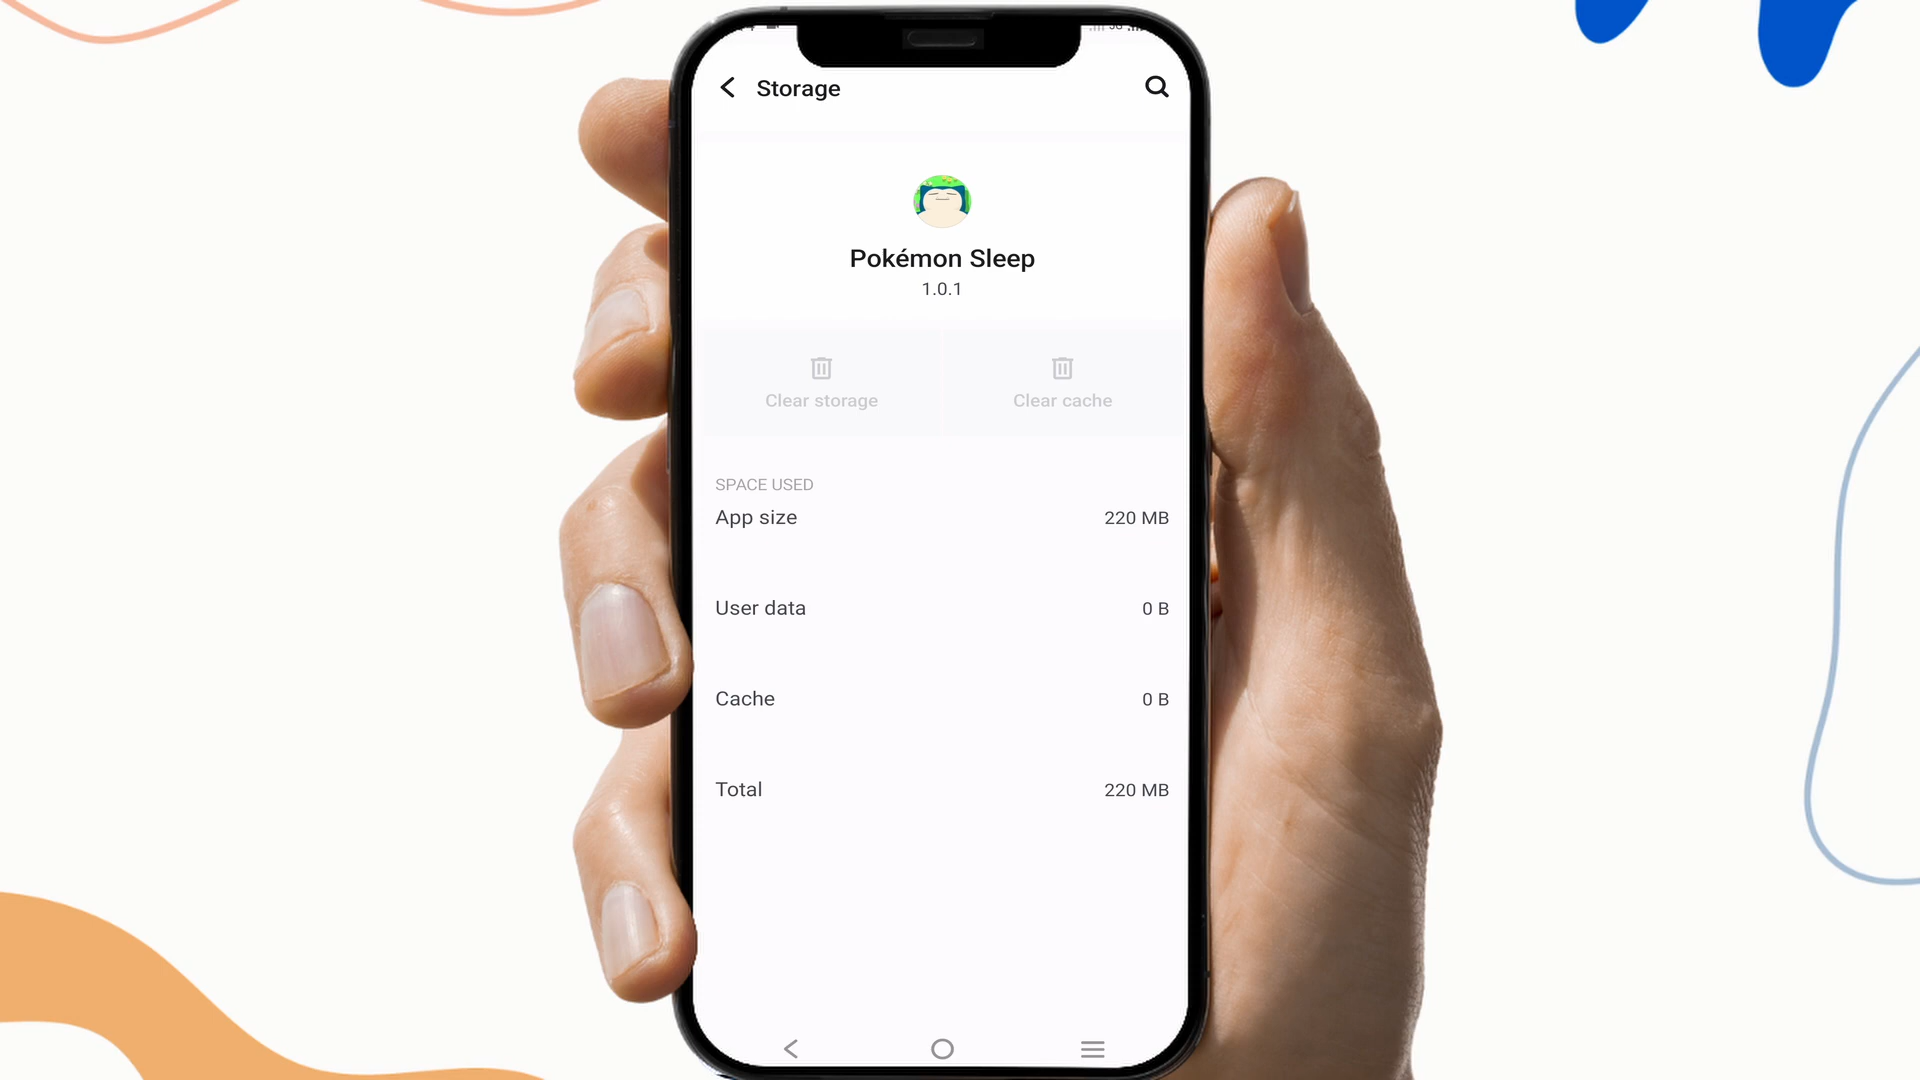 Storage
Pokémon Sleep
1.0.1
Clear storage
Clear cache
SPACE USED
App size
220 MB
User data
0 B
Cache
0 B
Total
220 MB